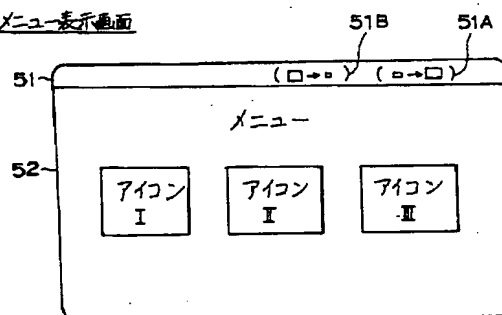 メニュー表示画面
51B 51A
51 (□→▫) (▫→□)
メニュー
52
アイコン アイコン アイコン
I II III